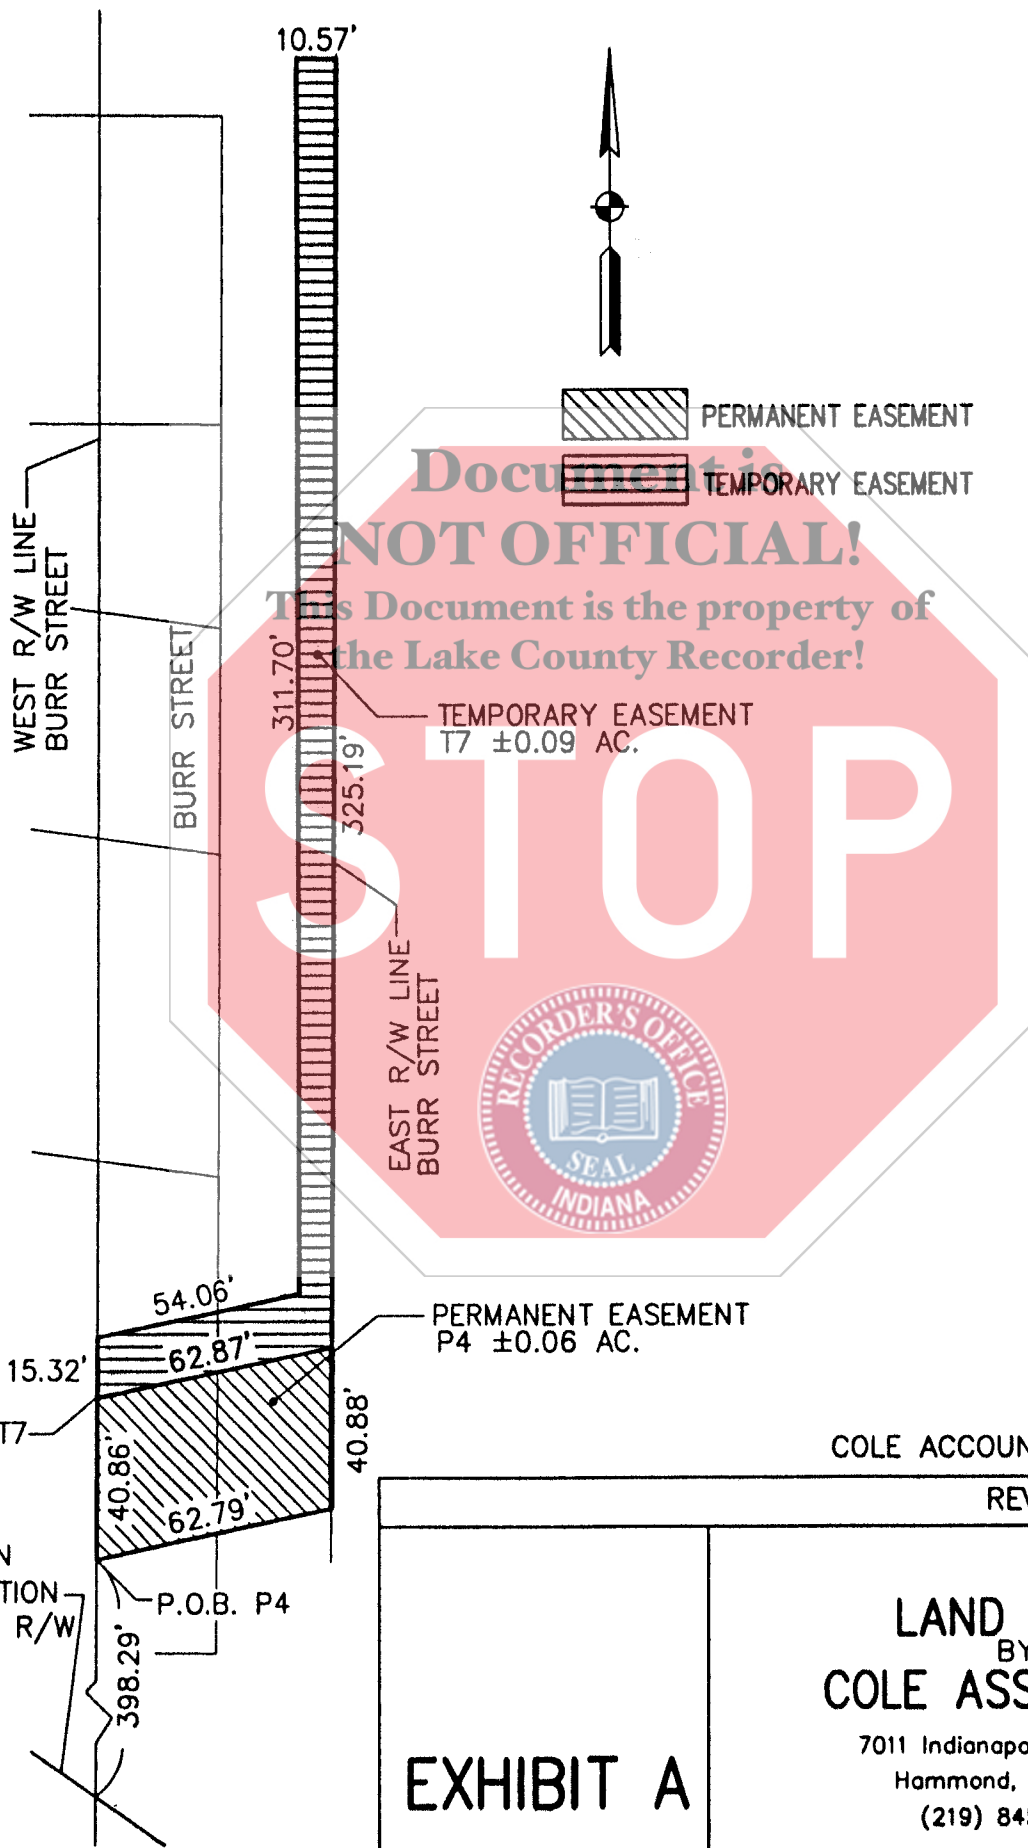 10.57'
PERMANENT EASEMENT
TEMPORARY EASEMENT
Document is
NOT OFFICIAL!
This Document is the property of
the Lake County Recorder!
STOP
WEST R/W LINE
BURR STREET
BURR STREET
311.70'
325.19'
TEMPORARY EASEMENT
T7 ±0.09 AC.
EAST R/W LINE
BURR STREET
RECORDER'S OFFICE
SEAL
INDIANA
54.06'
62.87'
15.32'
T7
PERMANENT EASEMENT
P4 ±0.06 AC.
40.86'
40.88'
62.79'
N
TION
R/W
P.O.B. P4
398.29'
COLE ACCOUN
REV
EXHIBIT A
LAND
BY
COLE ASS
7011 Indianapo
Hammond,
(219) 84